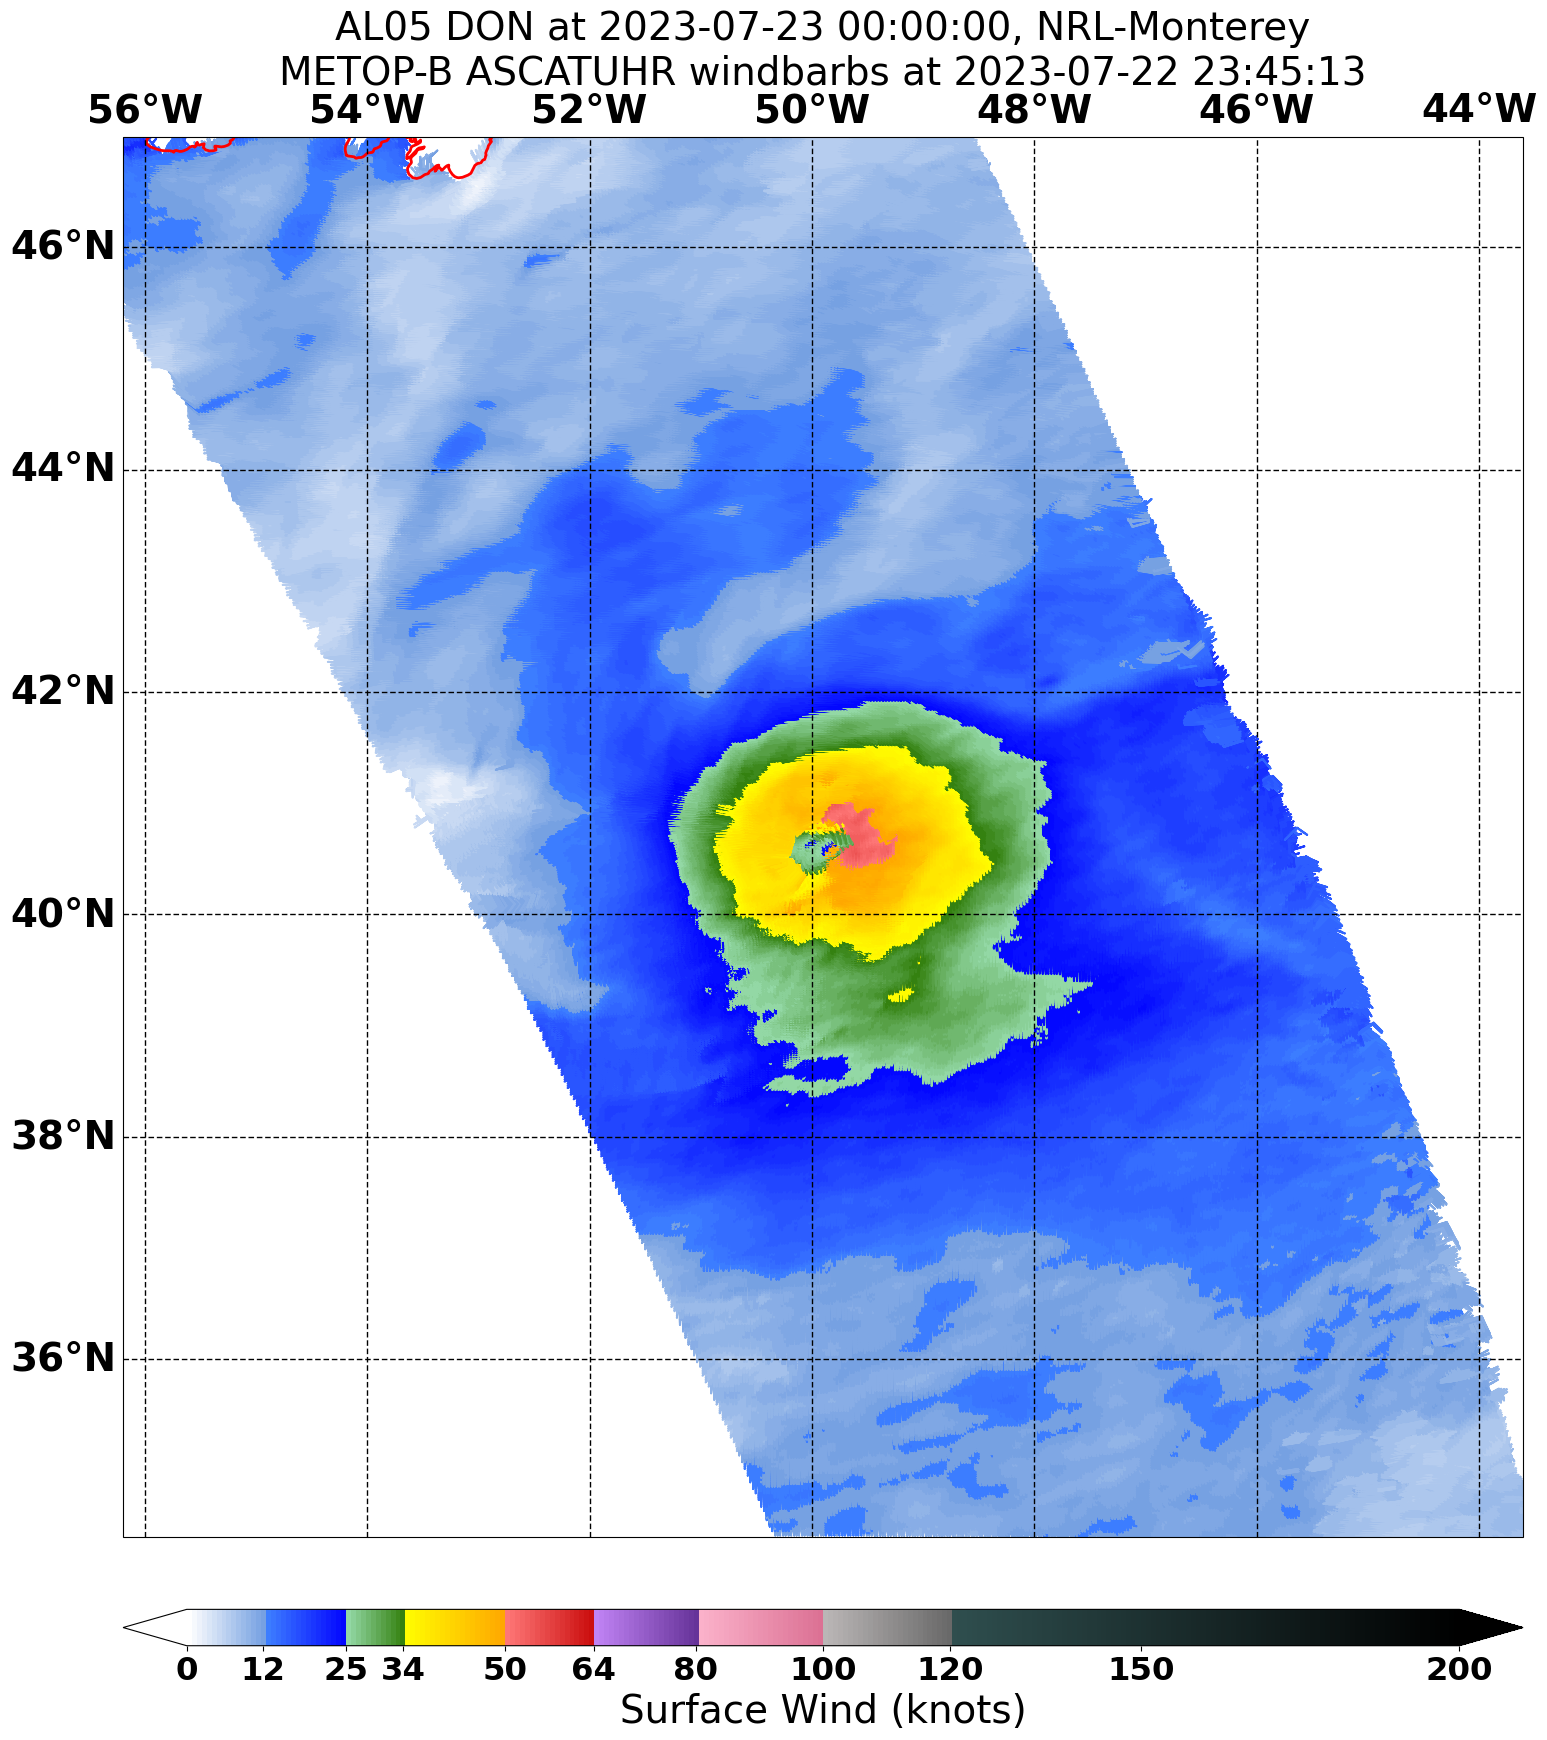 AL05 DON at 2023-07-23 00:00:00, NRL-Monterey
METOP-B ASCATUHR windbarbs at 2023-07-22 23:45:13
56°W 54°W 52°W 50°W 48°W 46°W 44°W
46°N
44°N
42°N
40°N
38°N
36°N
0 12 25 34 50 64 80 100 120 150 200
Surface Wind (knots)